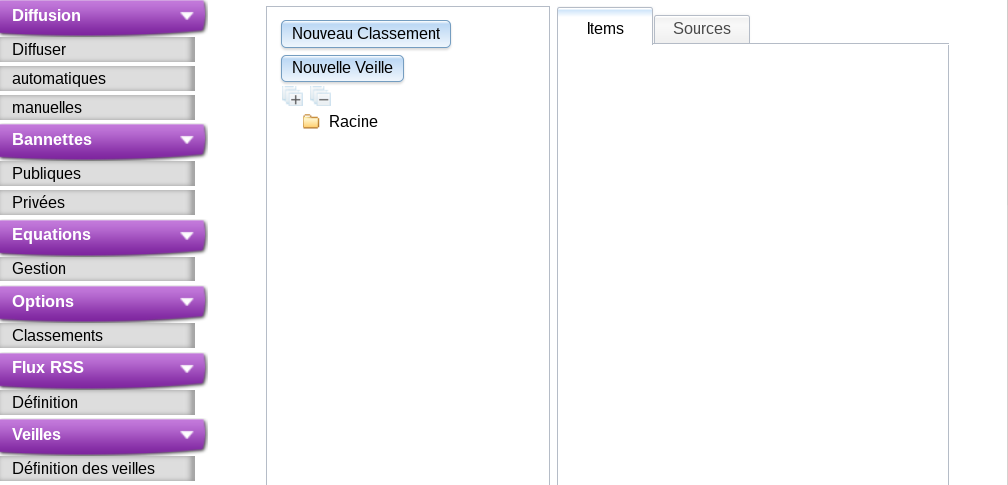 Diffusion
Diffuser
automatiques
manuelles
Bannettes
Publiques
Privées
Equations
Gestion
Options
Classements
Flux RSS
Définition
Veilles
Définition des veilles
Nouveau Classement
Nouvelle Veille
Racine
Items
Sources